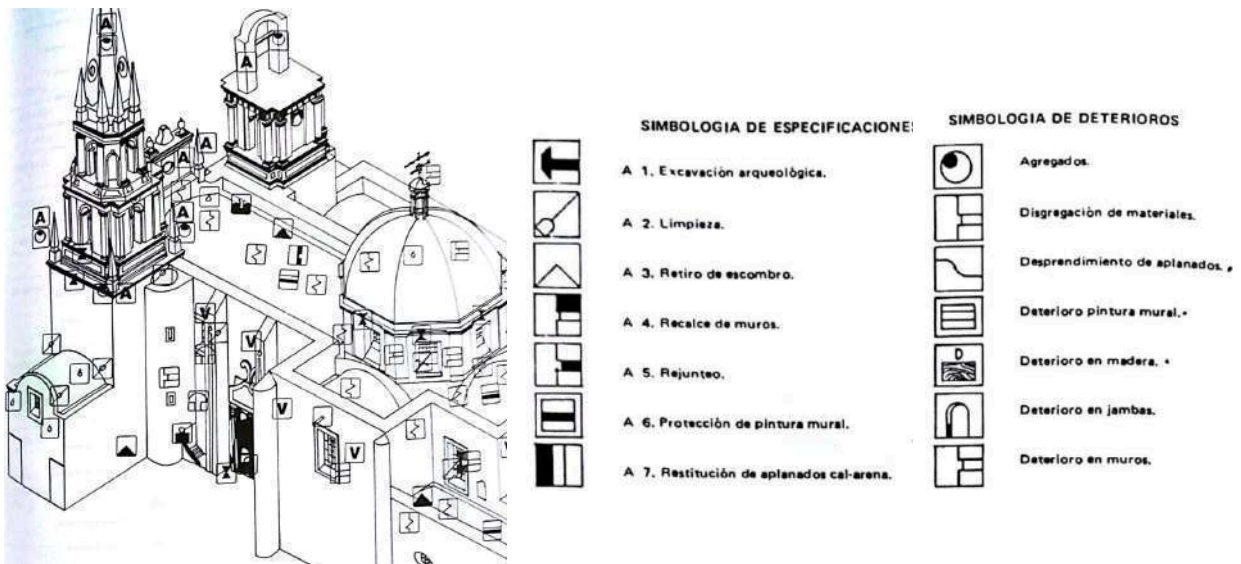 SIMBOLOGIA DE ESPECIFICACIONE
A 1. Excavación arqueológica.
A 2. Limpieza.
A 3. Retiro de escombro.
A 4. Recalce de muros.
A 5. Rejunteo.
A 6. Protección de pintura mural.
A 7. Restitución de aplanados cal-arena.
SIMBOLOGIA DE DETERIOROS
Agregados.
Disgregación de materiales.
Desprendimiento de aplanados.
Deterioro pintura mural.
D
Deterioro en madera.
Deterioro en jambas.
Deterioro en muros.
A
A
A
A
A
A
A
V
V
V
V